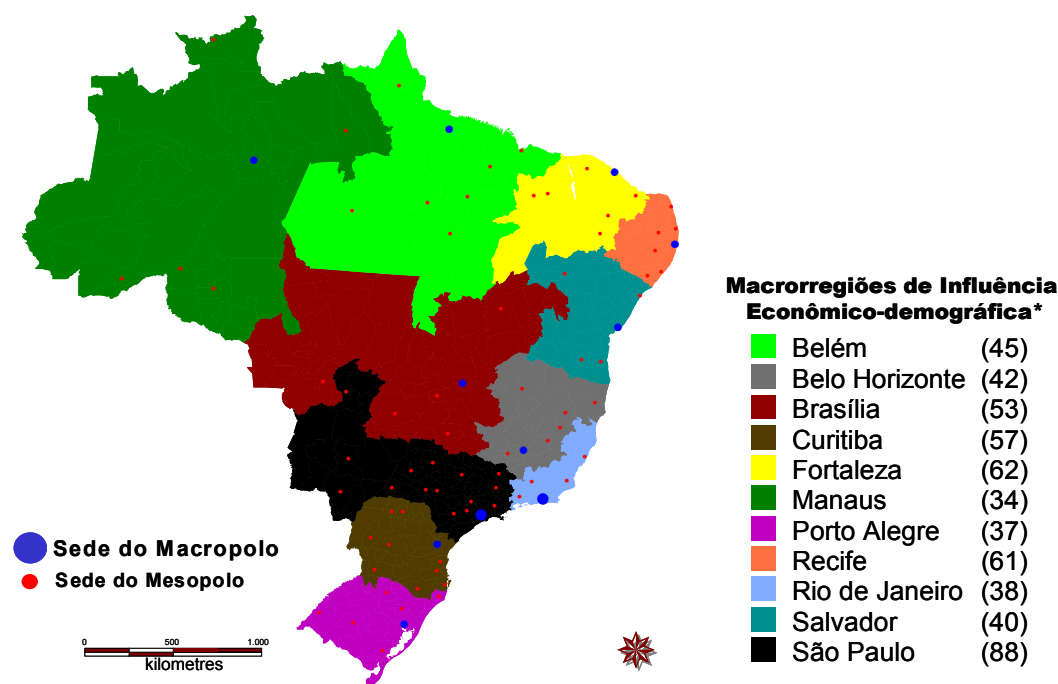 Macrorregiões de Influência
Econômico-demográfica*
Belém (45)
Belo Horizonte (42)
Brasília (53)
Curitiba (57)
Fortaleza (62)
Manaus (34)
Porto Alegre (37)
Recife (61)
Rio de Janeiro (38)
Salvador (40)
São Paulo (88)
Sede do Macropolo
Sede do Mesopolo
0 500 1.000
kilometres